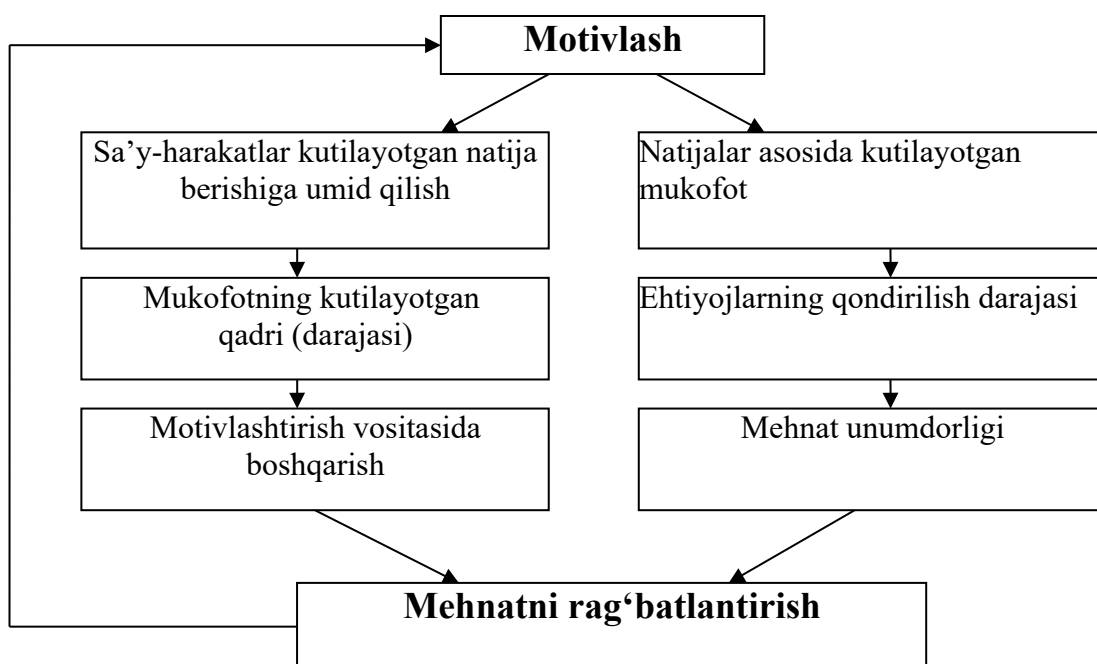 Motivlash
Sa’y-harakatlar kutilayotgan natija
berishiga umid qilish
Natijalar asosida kutilayotgan
mukofot
Mukofotning kutilayotgan
qadri (darajasi)
Ehtiyojlarning qondirilish darajasi
Motivlashtirish vositasida
boshqarish
Mehnat unumdorligi
Mehnatni rag‘batlantirish